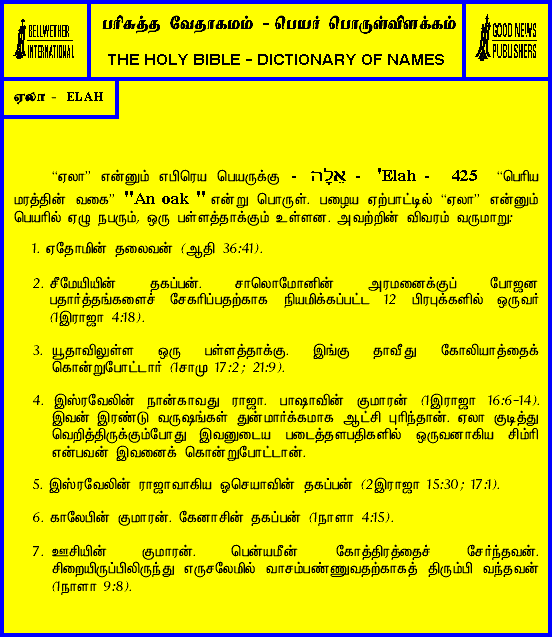 BELLWETHER
INTERNATIONAL
பரிசுத்த வேதாகமம் - பெயர் பொருள்விளக்கம்
THE HOLY BIBLE - DICTIONARY OF NAMES
GOOD NEWS
PUBLISHERS
ஏலா - ELAH
“ஏலா” என்னும் எபிரெய பெயருக்கு - אֵלָה - 'Elah - 425 “பெரிய
மரத்தின் வகை” "An oak " என்று பொருள். பழைய ஏற்பாட்டில் “ஏலா” என்னும்
பெயரில் ஏழு நபரும், ஒரு பள்ளத்தாக்கும் உள்ளன. அவற்றின் விவரம் வருமாறு:
1. ஏதோமின் தலைவன் (ஆதி 36:41).
2. சீமேயியின் தகப்பன். சாலொமோனின் அரமனைக்குப் போஜன
பதார்த்தங்களைச் சேகரிப்பதற்காக நியமிக்கப்பட்ட 12 பிரபுக்களில் ஒருவர்
(1இராஜா 4:18).
3. யூதாவிலுள்ள ஒரு பள்ளத்தாக்கு. இங்கு தாவீது கோலியாத்தைக்
கொன்றுபோட்டார் (1சாமு 17:2; 21:9).
4. இஸ்ரவேலின் நான்காவது ராஜா. பாஷாவின் குமாரன் (1இராஜா 16:6-14).
இவன் இரண்டு வருஷங்கள் துன்மார்க்கமாக ஆட்சி புரிந்தான். ஏலா குடித்து
வெறித்திருக்கும்போது இவனுடைய படைத்தளபதிகளில் ஒருவனாகிய சிம்ரி
என்பவன் இவனைக் கொன்றுபோட்டான்.
5. இஸ்ரவேலின் ராஜாவாகிய ஓசெயாவின் தகப்பன் (2இராஜா 15:30; 17:1).
6. காலேபின் குமாரன். கேனாசின் தகப்பன் (1நாளா 4:15).
7. ஊசியின் குமாரன். பென்யமீன் கோத்திரத்தைச் சேர்ந்தவன்.
சிறையிருப்பிலிருந்து எருசலேமில் வாசம்பண்ணுவதற்காகத் திரும்பி வந்தவன்
(1நாளா 9:8).